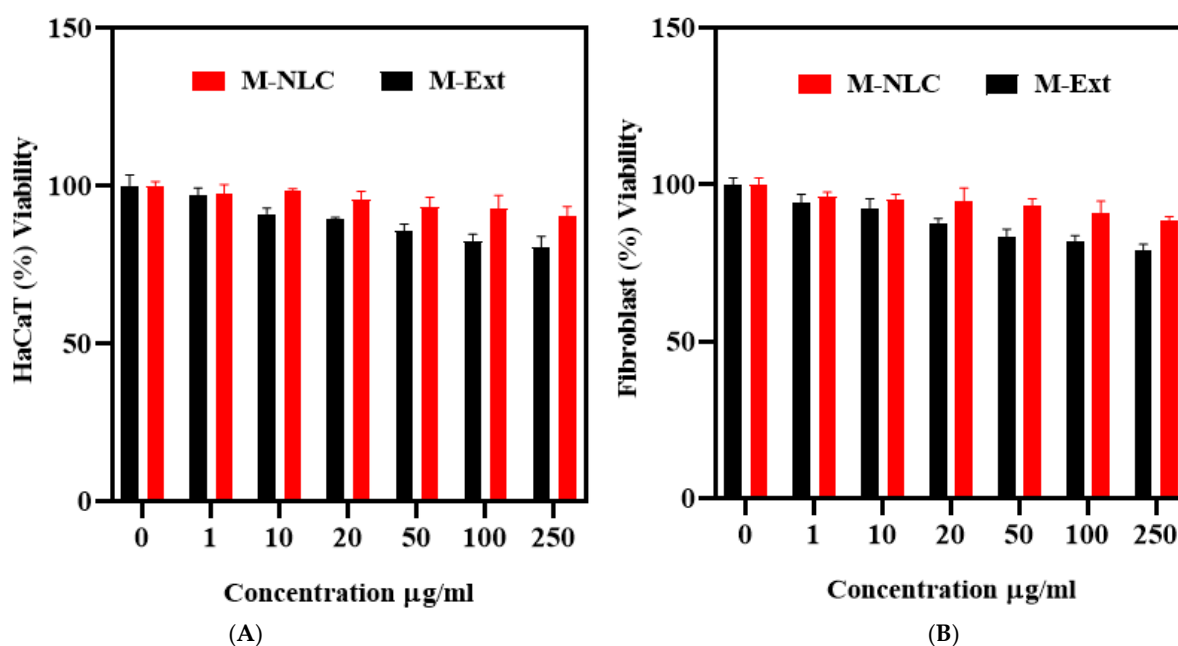 150
M-NLC M-Ext
HaCaT (%) Viability
100
50
0
0 1 10 20 50 100 250
Concentration μg/ml
(A)
150
M-NLC M-Ext
Fibroblast (%) Viability
100
50
0
0 1 10 20 50 100 250
Concentration μg/ml
(B)